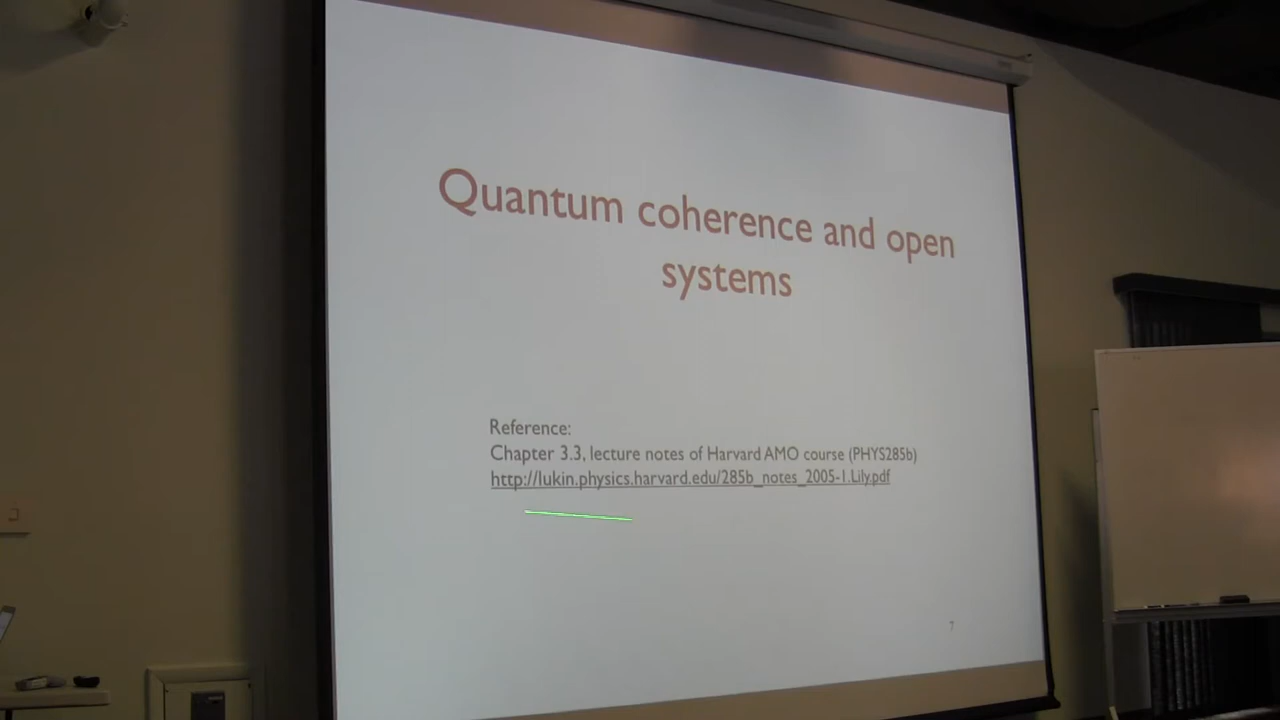 Quantum coherence and open
systems
Reference:
Chapter 3.3, lecture notes of Harvard AMO course (PHYS285b)
http://lukin.physics.harvard.edu/285b_notes_2005-1.Lily.pdf
7